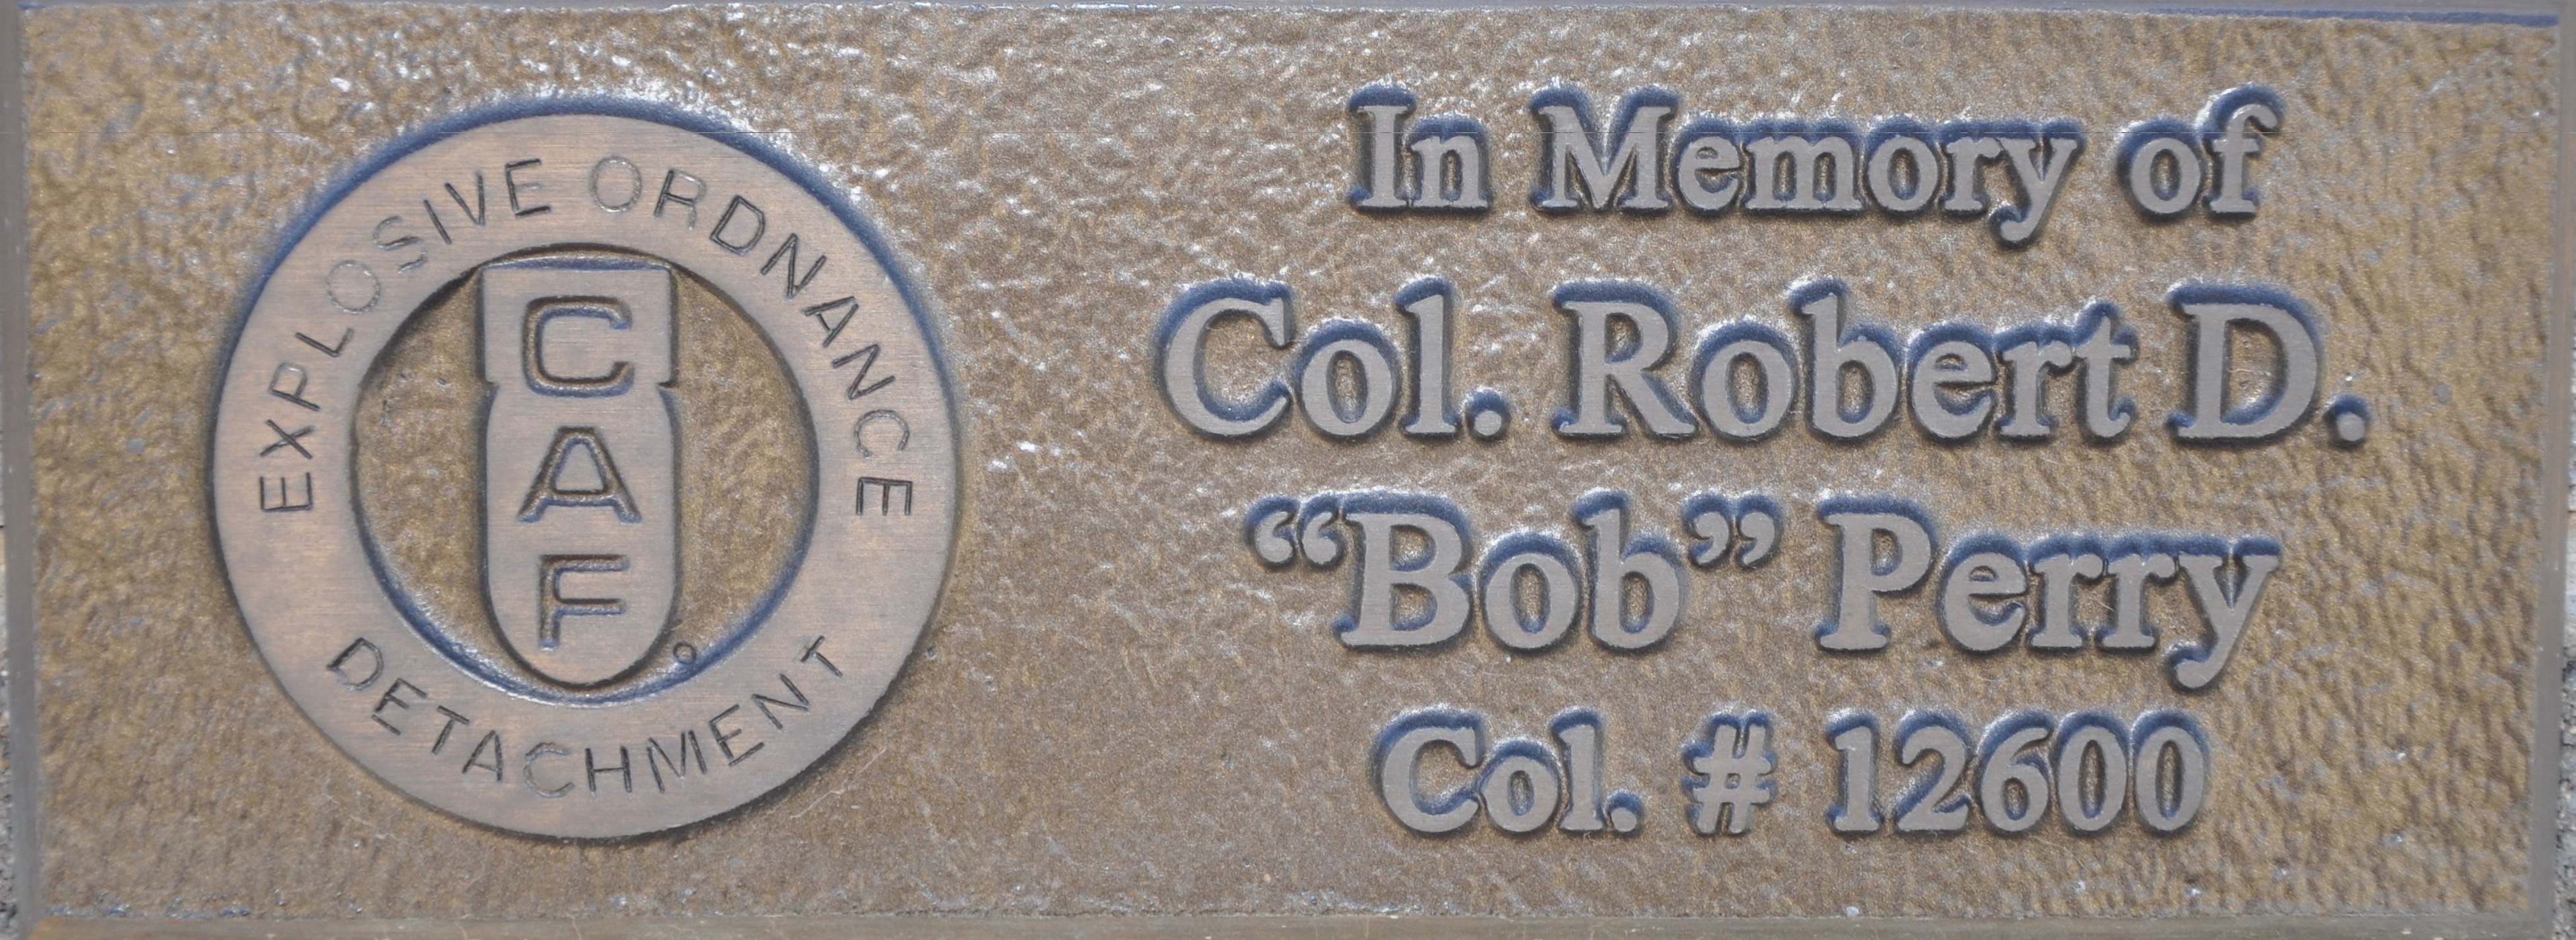 EXPLOSIVE ORDNANCE
CAF
DETACHMENT
In Memory of
Col. Robert D.
“Bob” Perry
Col. # 12600